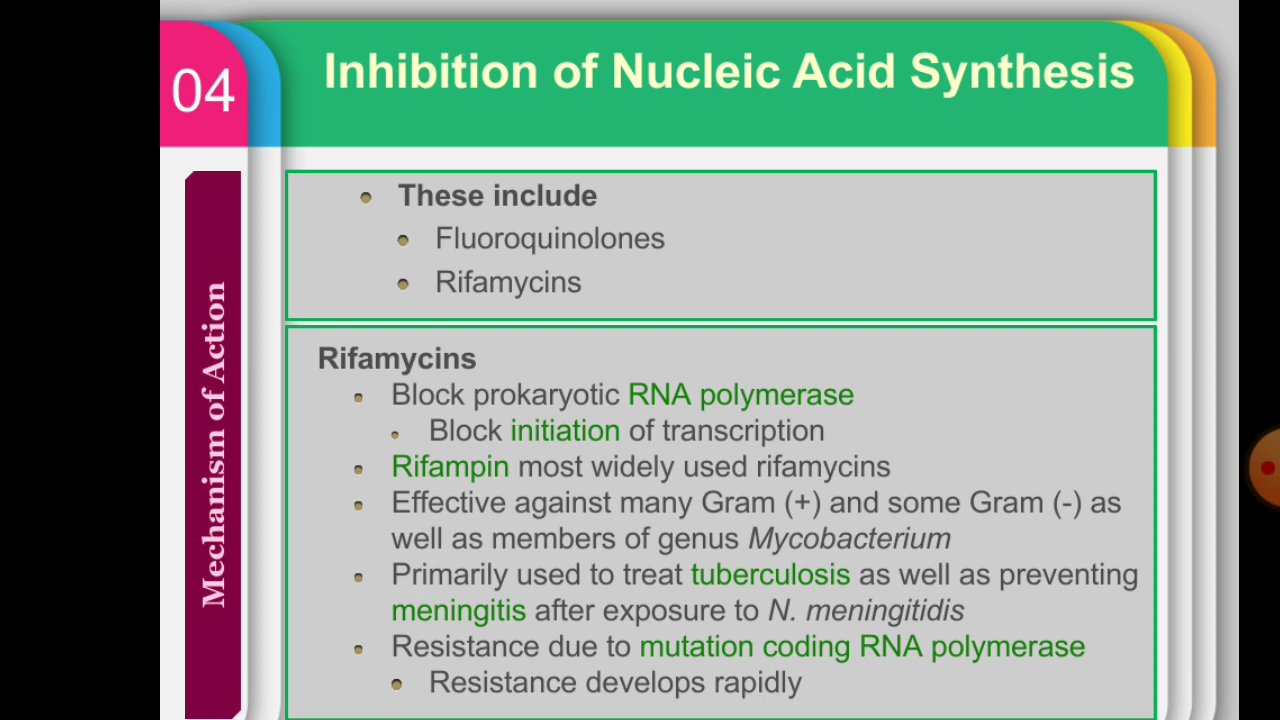 04
Inhibition of Nucleic Acid Synthesis
Mechanism of Action
These include
Fluoroquinolones
Rifamycins
Rifamycins
Block prokaryotic RNA polymerase
Block initiation of transcription
Rifampin most widely used rifamycins
Effective against many Gram (+) and some Gram (-) as
well as members of genus Mycobacterium
Primarily used to treat tuberculosis as well as preventing
meningitis after exposure to N. meningitidis
Resistance due to mutation coding RNA polymerase
Resistance develops rapidly